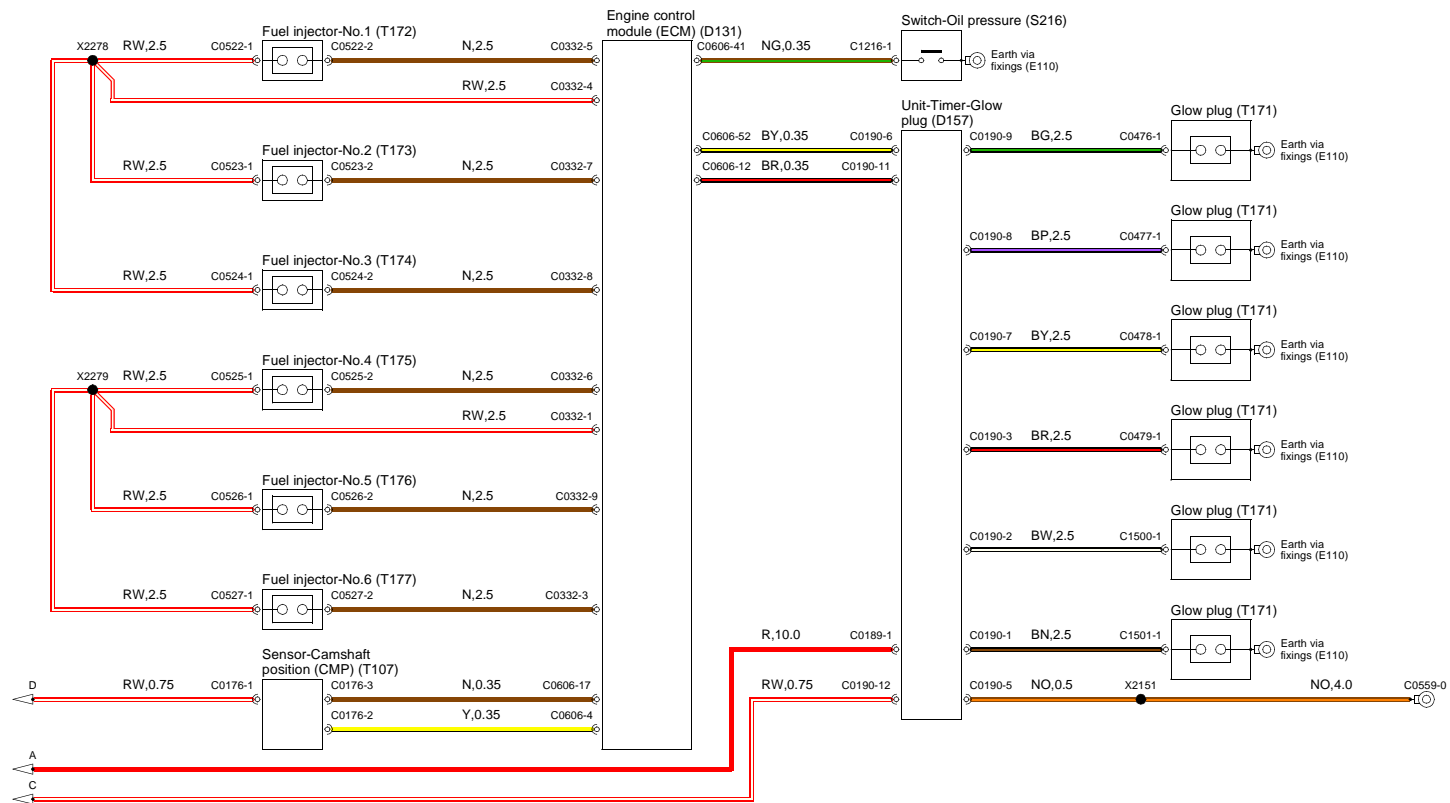 Engine control
module (ECM) (D131)
Switch-Oil pressure (S216)
Fuel injector-No.1 (T172)
X2278 RW,2.5 C0522-1 C0522-2 N,2.5 C0332-5
C0606-41 NG,0.35 C1216-1
Earth via
fixings (E110)
RW,2.5 C0332-4
Unit-Timer-Glow
plug (D157)
Glow plug (T171)
C0606-52 BY,0.35 C0190-6
C0190-9 BG,2.5 C0476-1
Earth via
fixings (E110)
Fuel injector-No.2 (T173)
RW,2.5 C0523-1 C0523-2 N,2.5 C0332-7
C0606-12 BR,0.35 C0190-11
Glow plug (T171)
C0190-8 BP,2.5 C0477-1
Earth via
fixings (E110)
Fuel injector-No.3 (T174)
RW,2.5 C0524-1 C0524-2 N,2.5 C0332-8
Glow plug (T171)
C0190-7 BY,2.5 C0478-1
Earth via
fixings (E110)
Fuel injector-No.4 (T175)
X2279 RW,2.5 C0525-1 C0525-2 N,2.5 C0332-6
RW,2.5 C0332-1
Glow plug (T171)
C0190-3 BR,2.5 C0479-1
Earth via
fixings (E110)
Fuel injector-No.5 (T176)
RW,2.5 C0526-1 C0526-2 N,2.5 C0332-9
Glow plug (T171)
C0190-2 BW,2.5 C1500-1
Earth via
fixings (E110)
Fuel injector-No.6 (T177)
RW,2.5 C0527-1 C0527-2 N,2.5 C0332-3
Glow plug (T171)
R,10.0 C0189-1
C0190-1 BN,2.5 C1501-1
Earth via
fixings (E110)
Sensor-Camshaft
position (CMP) (T107)
D RW,0.75 C0176-1 C0176-3 N,0.35 C0606-17
RW,0.75 C0190-12
C0190-5 NO,0.5 X2151 NO,4.0 C0559-0
C0176-2 Y,0.35 C0606-4
A
C